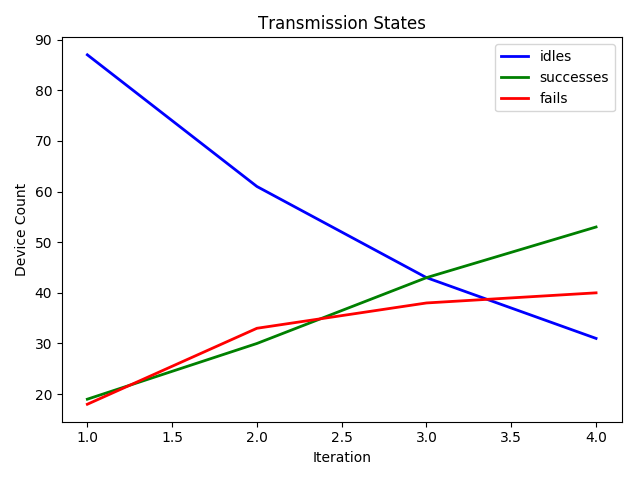 Transmission States
90
80
70
60
50
40
30
20
Device Count
idles
successes
fails
1.0 1.5 2.0 2.5 3.0 3.5 4.0
Iteration